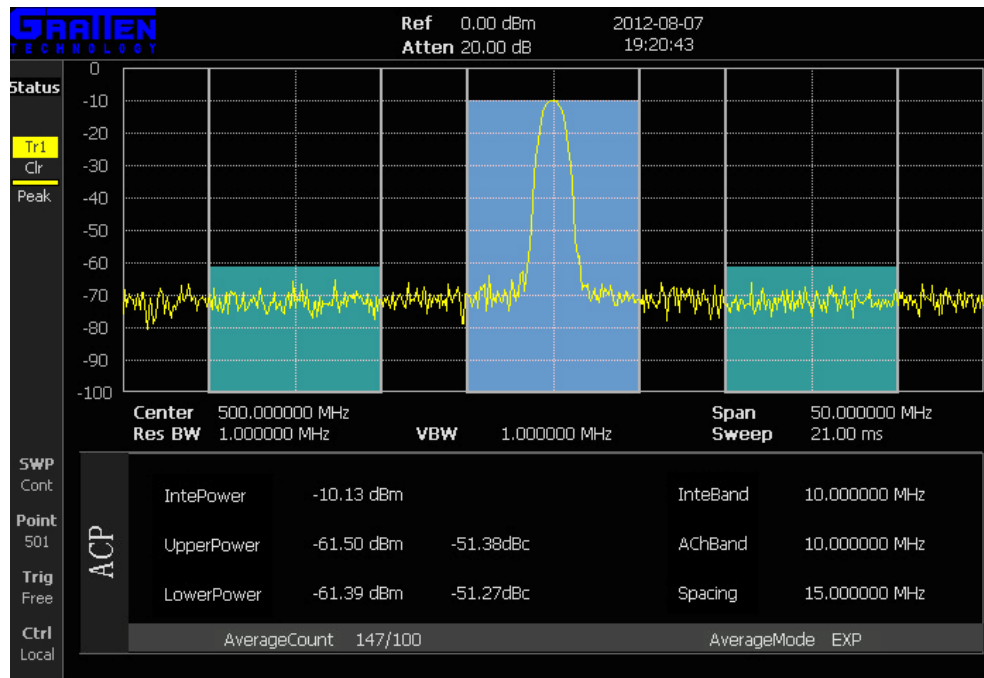 GRATTEN
TECHNOLOGY
Ref 0.00 dBm 2012-08-07
Atten 20.00 dB 19:20:43
Status
Tr1
Clr
Peak
0
-10
-20
-30
-40
-50
-60
-70
-80
-90
-100
Center 500.000000 MHz Span 50.000000 MHz
Res BW 1.000000 MHz VBW 1.000000 MHz Sweep 21.00 ms
SWP
Cont
Point
501
Trig
Free
Ctrl
Local
ACP
IntePower -10.13 dBm InteBand 10.000000 MHz
UpperPower -61.50 dBm -51.38dBc AChBand 10.000000 MHz
LowerPower -61.39 dBm -51.27dBc Spacing 15.000000 MHz
AverageCount 147/100 AverageMode EXP